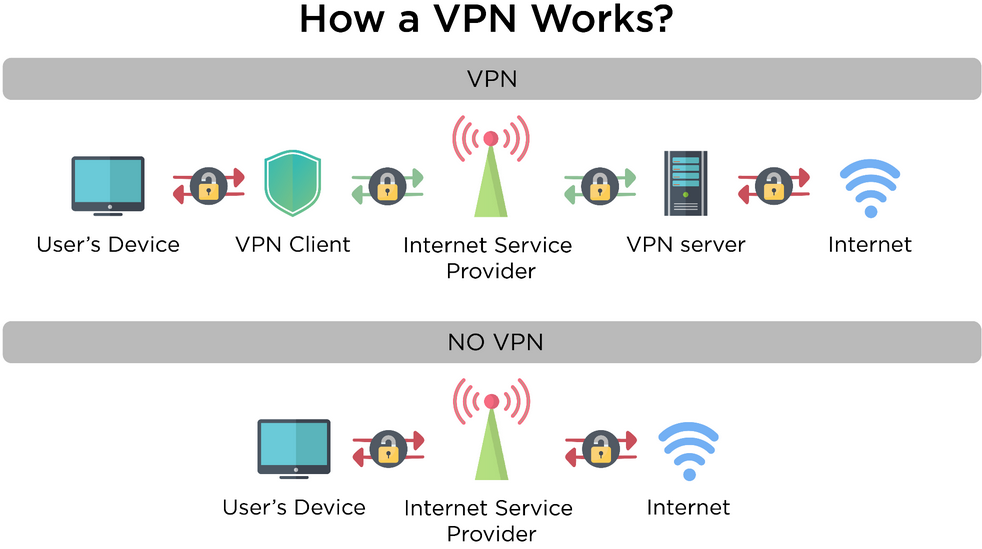 How a VPN Works?
VPN
User's Device
VPN Client
Internet Service
Provider
VPN server
Internet
NO VPN
User's Device
Internet Service
Provider
Internet